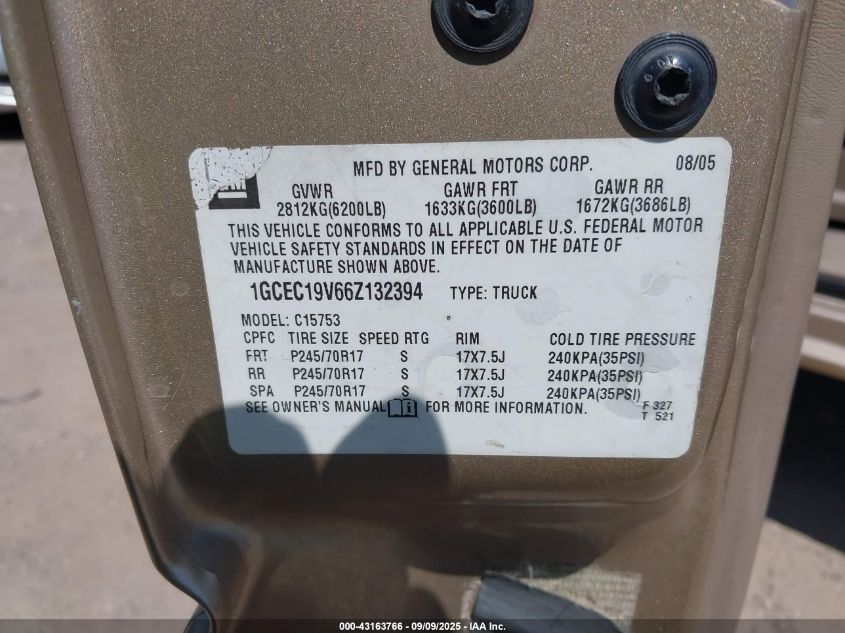 MFD BY GENERAL MOTORS CORP. 08/05
GVWR GAWR FRT GAWR RR
2812KG(6200LB) 1633KG(3600LB) 1672KG(3686LB)
THIS VEHICLE CONFORMS TO ALL APPLICABLE U.S. FEDERAL MOTOR
VEHICLE SAFETY STANDARDS IN EFFECT ON THE DATE OF
MANUFACTURE SHOWN ABOVE.
1GCEC19V66Z132394 TYPE: TRUCK
MODEL: C15753
CPFC TIRE SIZE SPEED RTG RIM COLD TIRE PRESSURE
FRT P245/70R17 S 17X7.5J 240KPA(35PSI)
RR P245/70R17 S 17X7.5J 240KPA(35PSI)
SPA P245/70R17 S 17X7.5J 240KPA(35PSI)
SEE OWNER'S MANUAL FOR MORE INFORMATION.
F 327
T 521
000-43163766 - 09/09/2025 - IAA Inc.